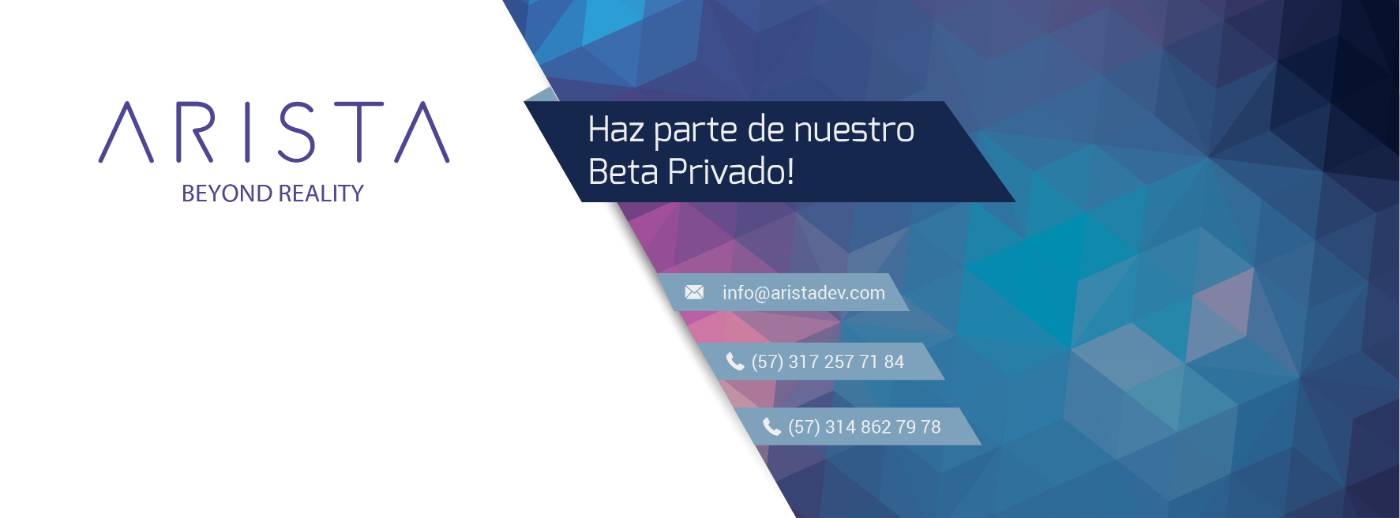 ARISTA
BEYOND REALITY
Haz parte de nuestro
Beta Privado!
info@aristadev.com
(57) 317 257 71 84
(57) 314 862 79 78